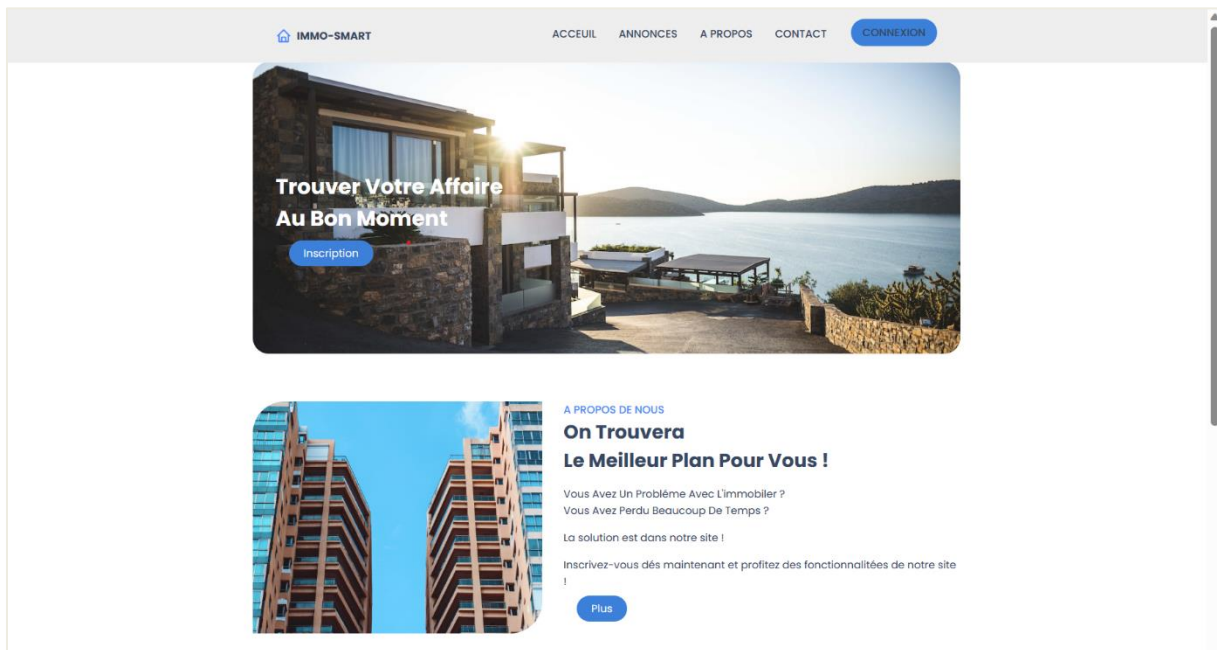 IMMO-SMART
ACCEUIL
ANNONCES
A PROPOS
CONTACT
CONNEXION
Trouver Votre Affaire
Au Bon Moment
Inscription
A PROPOS DE NOUS
On Trouvera
Le Meilleur Plan Pour Vous !
Vous Avez Un Problème Avec L'immobiler ?
Vous Avez Perdu Beaucoup De Temps ?
La solution est dans notre site !
Inscrivez-vous dés maintenant et profitez des fonctionnalitées de notre site
!
Plus